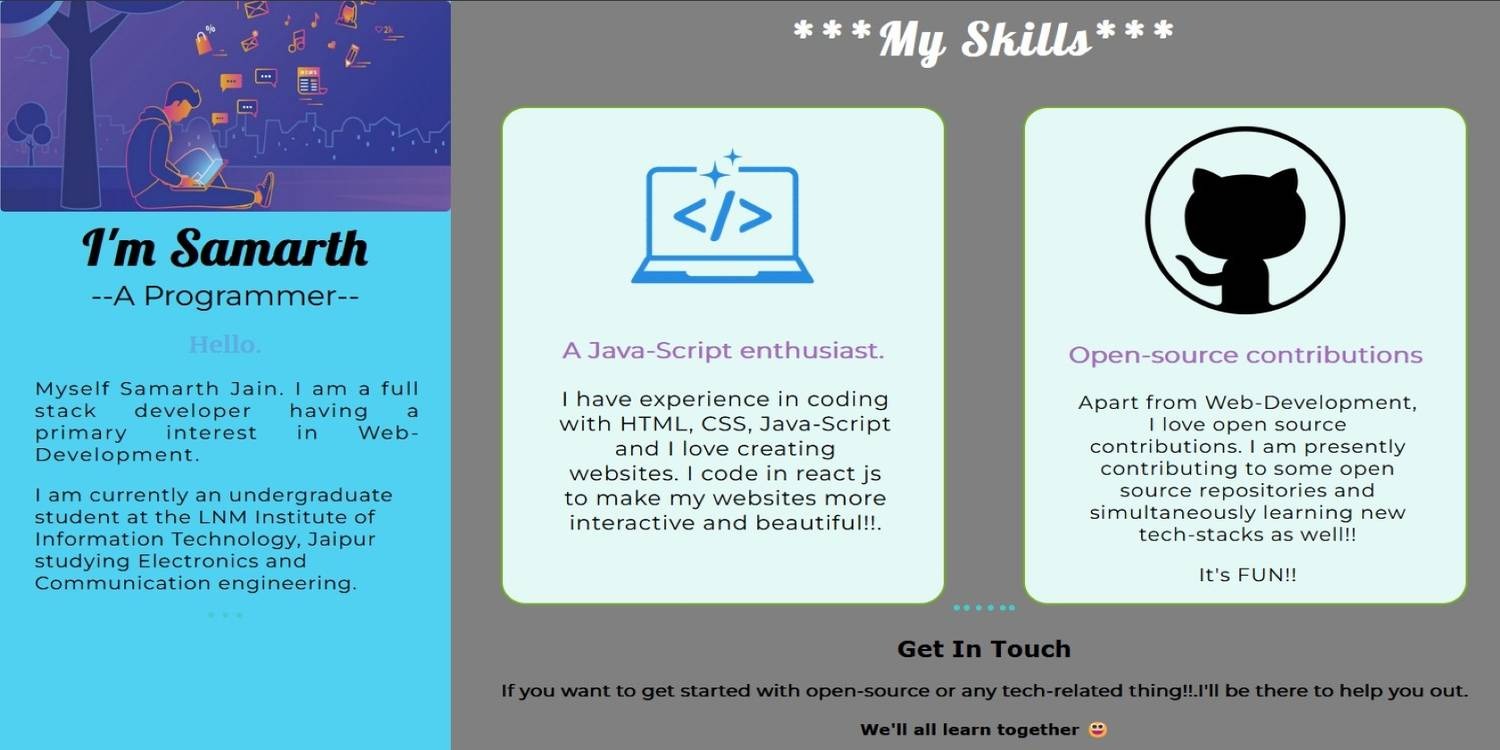 I'm Samarth
--A Programmer--
Hello.
Myself Samarth Jain. I am a full
stack developer having a
primary interest in Web-
Development.
I am currently an undergraduate
student at the LNM Institute of
Information Technology, Jaipur
studying Electronics and
Communication engineering.
***My Skills***
</>
A Java-Script enthusiast.
I have experience in coding
with HTML, CSS, Java-Script
and I love creating
websites. I code in react js
to make my websites more
interactive and beautiful!!.
Open-source contributions
Apart from Web-Development,
I love open source
contributions. I am presently
contributing to some open
source repositories and
simultaneously learning new
tech-stacks as well!!
It's FUN!!
Get In Touch
If you want to get started with open-source or any tech-related thing!!.I'll be there to help you out.
We'll all learn together 😀